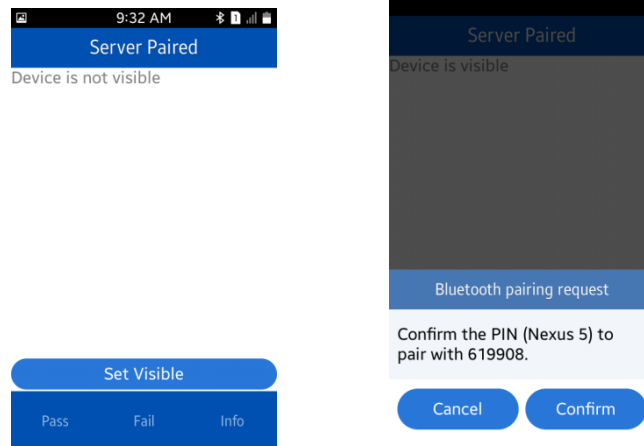 9:32 AM
1
Server Paired
Device is not visible
Set Visible
Pass Fail Info
Server Paired
Device is visible
Bluetooth pairing request
Confirm the PIN (Nexus 5) to
pair with 619908.
Cancel Confirm